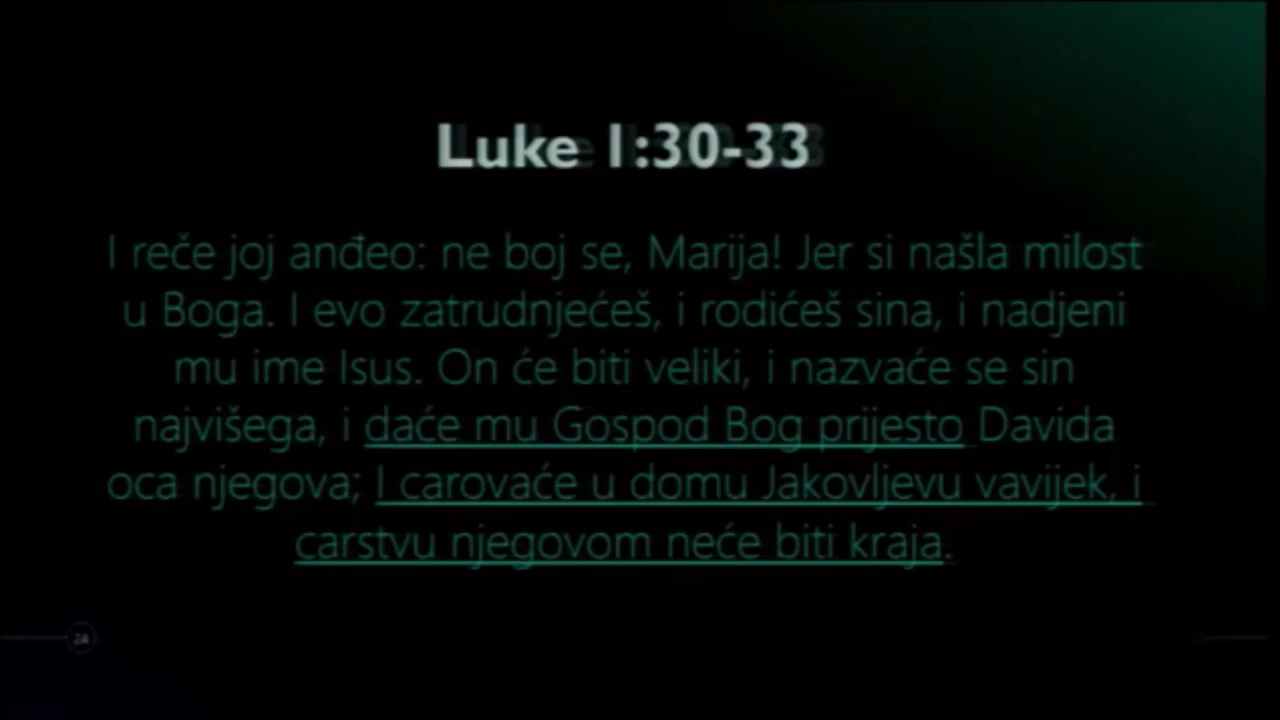 Luke 1:30-33
I reče joj anđeo: ne boj se, Marija! Jer si našla milost
u Boga. I evo zatrudnjećeš, i rodićeš sina, i nadjeni
mu ime Isus. On će biti veliki, i nazvaće se sin
najvišega, i daće mu Gospod Bog prijesto Davida
oca njegova; I carovaće u domu Jakovljevu vavijek, i
carstvu njegovom neće biti kraja.